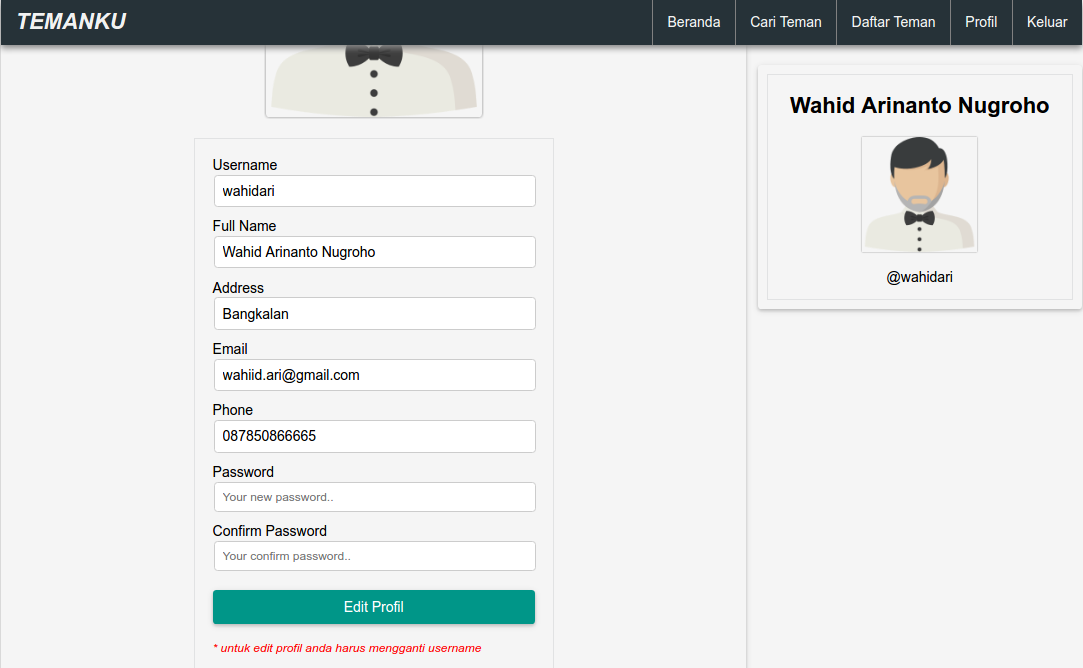 TEMANKU
Beranda
Cari Teman
Daftar Teman
Profil
Keluar
Username
wahidari
Full Name
Wahid Arinanto Nugroho
Address
Bangkalan
Email
wahiid.ari@gmail.com
Phone
087850866665
Password
Your new password..
Confirm Password
Your confirm password..
Edit Profil
* untuk edit profil anda harus mengganti username
Wahid Arinanto Nugroho
@wahidari